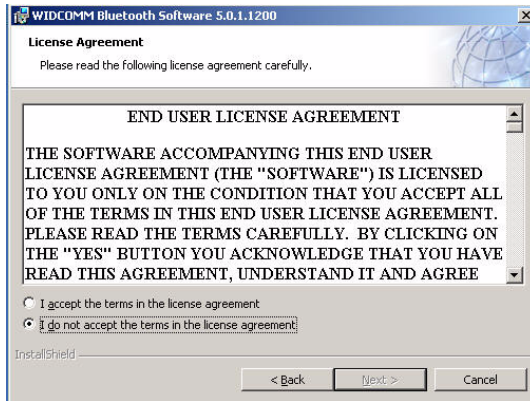 WIDCOMM Bluetooth Software 5.0.1.1200
License Agreement
Please read the following license agreement carefully.
END USER LICENSE AGREEMENT
THE SOFTWARE ACCOMPANYING THIS END USER
LICENSE AGREEMENT (THE "SOFTWARE") IS LICENSED
TO YOU ONLY ON THE CONDITION THAT YOU ACCEPT ALL
OF THE TERMS IN THIS END USER LICENSE AGREEMENT.
PLEASE READ THE TERMS CAREFULLY. BY CLICKING ON
THE "YES" BUTTON YOU ACKNOWLEDGE THAT YOU HAVE
READ THIS AGREEMENT, UNDERSTAND IT AND AGREE
I accept the terms in the license agreement
I do not accept the terms in the license agreement
InstallShield
< Back
Next >
Cancel